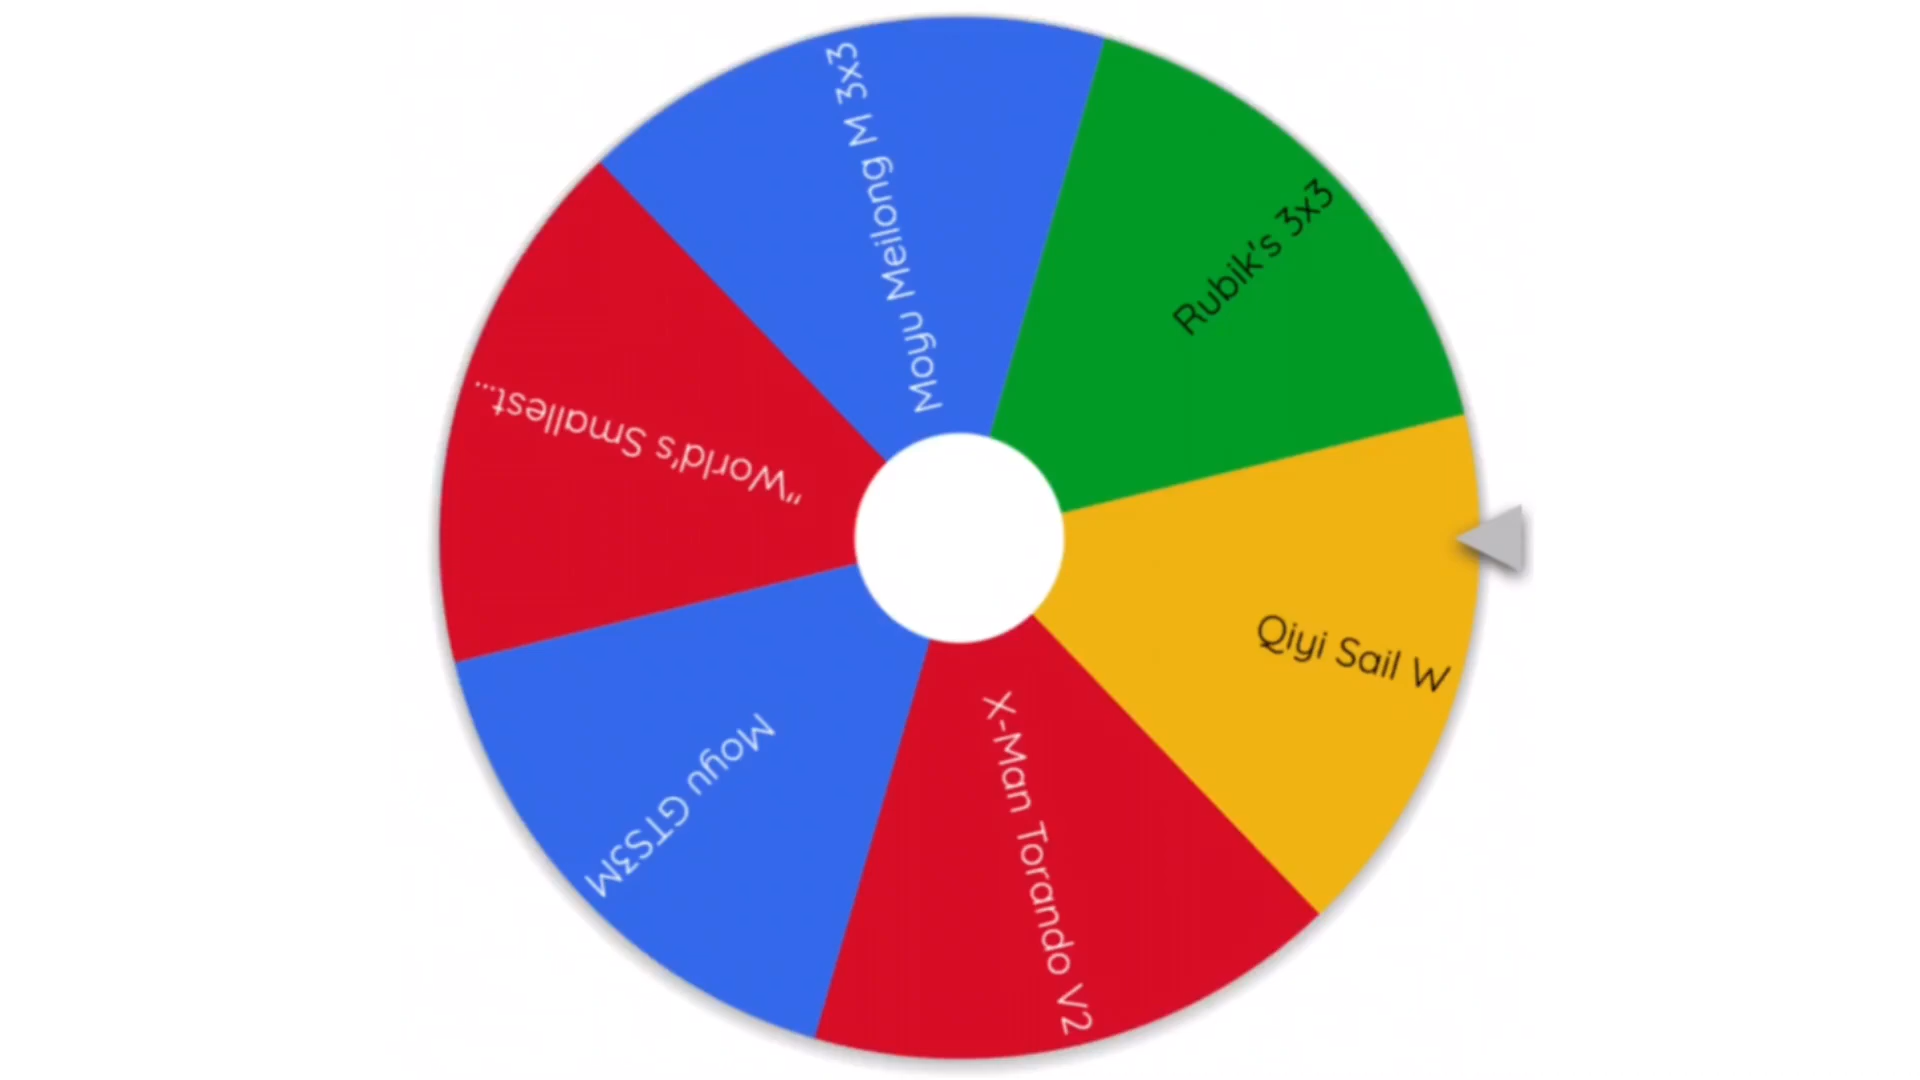 Moyu Meilong M 3x3
Rubik's 3x3
Qiyi Sail W
X-Man Torando V2
Moyu GTS3M
"World's Smallest...